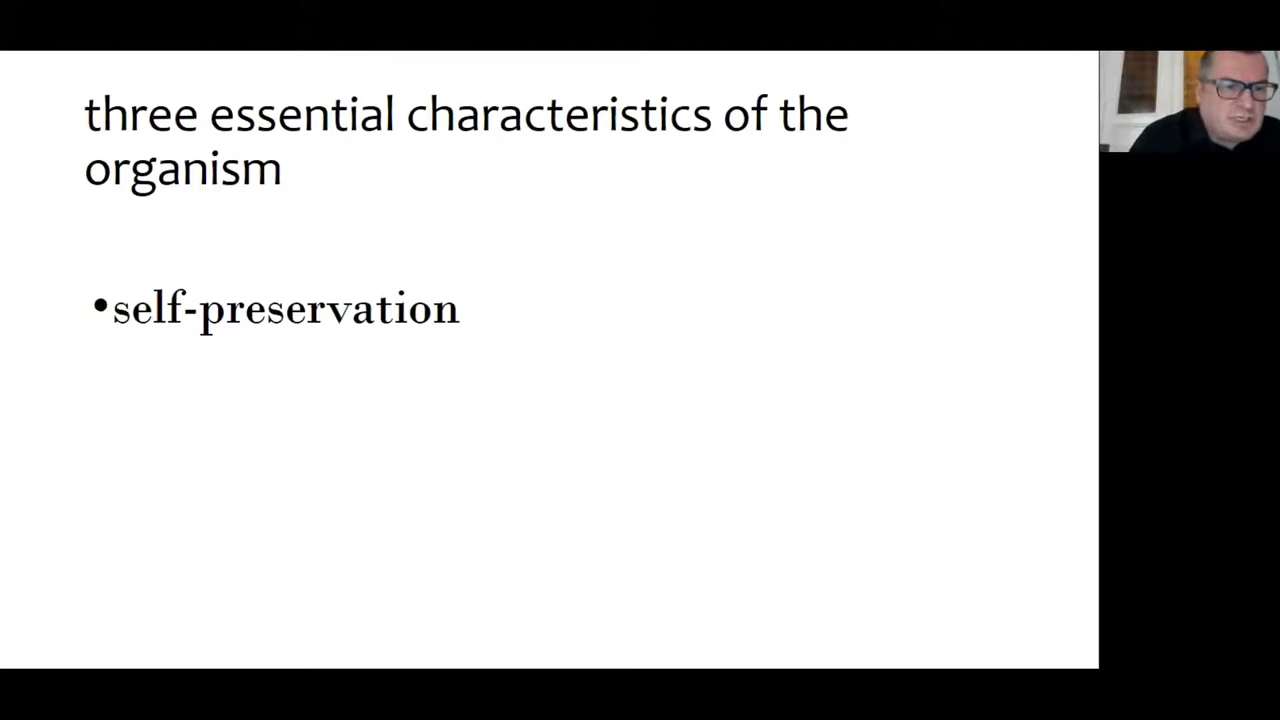 three essential characteristics of the
organism
•self-preservation